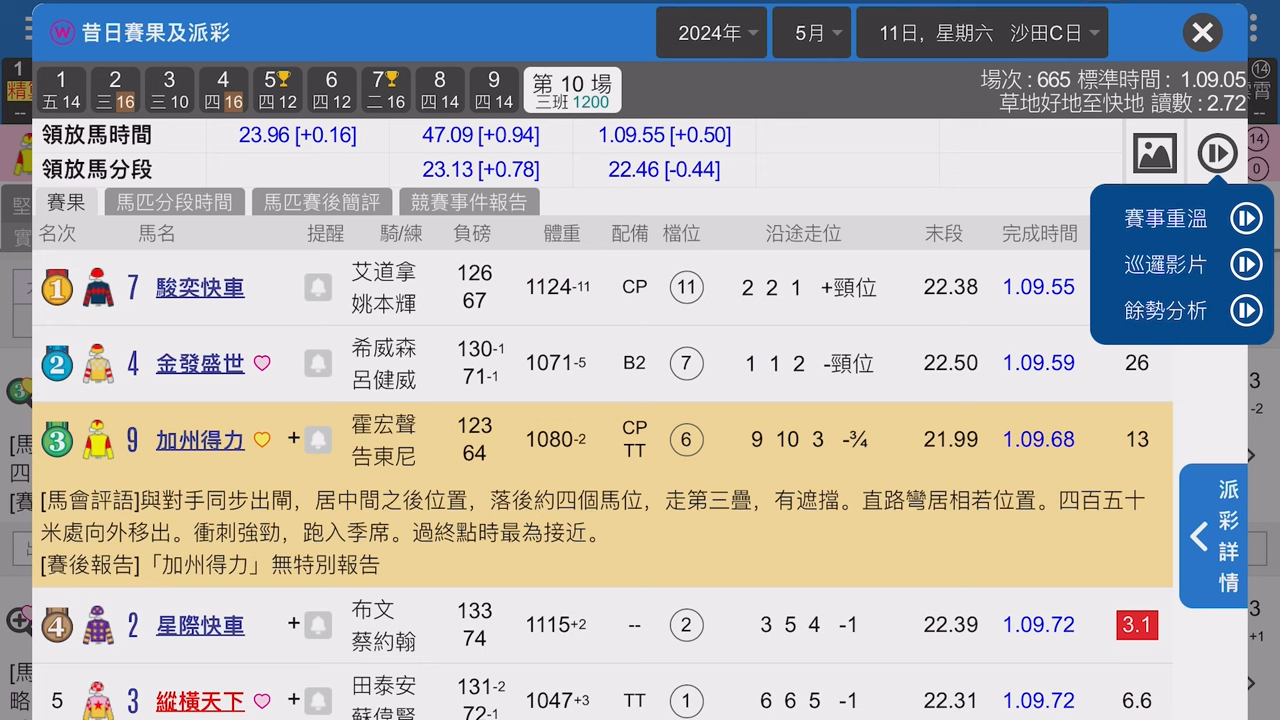 昔日賽果及派彩 2024年 5月 11日, 星期六 沙田C日
1 2 3 4 5 6 7 8 9 第 10 場
五 14 三 16 三 10 四 16 四 12 四 12 二 16 四 14 四 14 三班 1200
場次 : 665 標準時間 : 1.09.05
草地好地至快地 讀數 : 2.72
領放馬時間 23.96 [+0.16] 47.09 [+0.94] 1.09.55 [+0.50]
領放馬分段 23.13 [+0.78] 22.46 [-0.44]
賽果 馬匹分段時間 馬匹賽後簡評 競賽事件報告
名次 馬名 提醒 騎/練 負磅 體重 配備 檔位 沿途走位 末段 完成時間
賽事重溫
巡邏影片
餘勢分析
1 7 駿奕快車 艾道拿 126 1124-11 CP 11 2 2 1 +頸位 22.38 1.09.55
姚本輝 67
2 4 金發盛世 希威森 130-1 1071-5 B2 7 1 1 2 -頸位 22.50 1.09.59 26
呂健威 71-1
3 9 加州得力 + 霍宏聲 123 1080-2 CP 6 9 10 3 -¾ 21.99 1.09.68 13
告東尼 64 TT
[馬會評語]與對手同步出閘，居中間之後位置，落後約四個馬位，走第三疊，有遮擋。直路彎居相若位置。四百五十
米處向外移出。衝刺強勁，跑入季席。過終點時最為接近。
[賽後報告]「加州得力」無特別報告
派彩詳情
4 2 星際快車 + 布文 133 1115+2 -- 2 3 5 4 -1 22.39 1.09.72 3.1
蔡約翰 74
5 3 縱橫天下 + 田泰安 131-2 1047+3 TT 1 6 6 5 -1 22.31 1.09.72 6.6
蘇偉賢 72-1